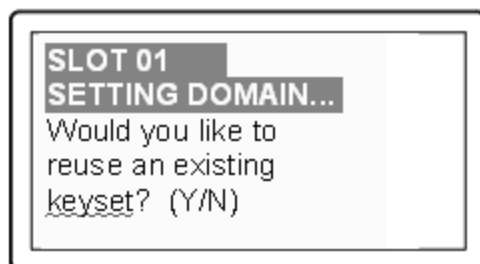 SLOT 01
SETTING DOMAIN...
Would you like to
reuse an existing
keyset? (Y/N)